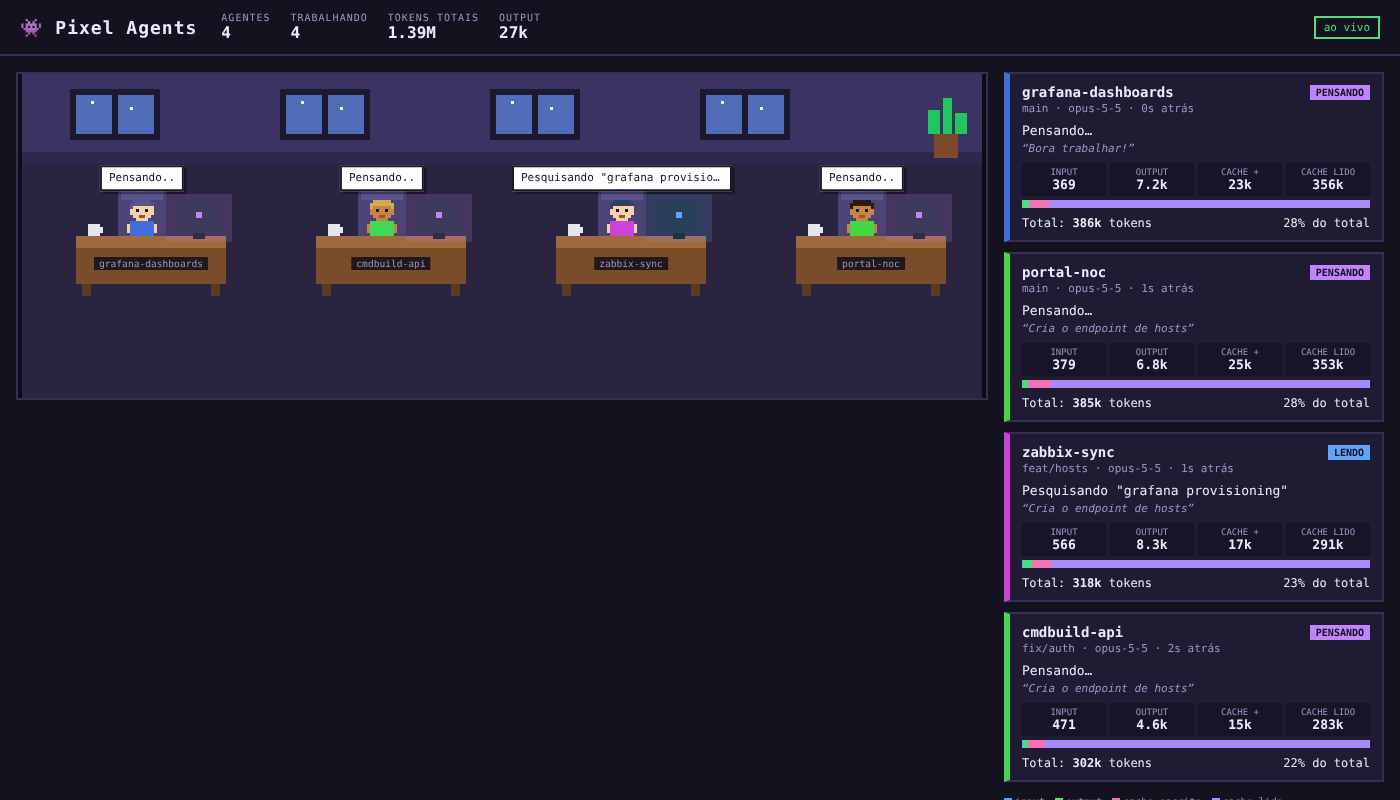 Pixel Agents
AGENTES TRABALHANDO TOKENS TOTAIS OUTPUT
4 4 1.39M 27k
ao vivo
Pensando.. Pensando.. Pesquisando "grafana provisio… Pensando..
grafana-dashboards cmdbuild-api zabbix-sync portal-noc
grafana-dashboards PENSANDO
main · opus-5-5 · 0s atrás
Pensando…
“Bora trabalhar!”
INPUT OUTPUT CACHE + CACHE LIDO
369 7.2k 23k 356k
Total: 386k tokens 28% do total
portal-noc PENSANDO
main · opus-5-5 · 1s atrás
Pensando…
“Cria o endpoint de hosts”
INPUT OUTPUT CACHE + CACHE LIDO
379 6.8k 25k 353k
Total: 385k tokens 28% do total
zabbix-sync LENDO
feat/hosts · opus-5-5 · 1s atrás
Pesquisando "grafana provisioning"
“Cria o endpoint de hosts”
INPUT OUTPUT CACHE + CACHE LIDO
566 8.3k 17k 291k
Total: 318k tokens 23% do total
cmdbuild-api PENSANDO
fix/auth · opus-5-5 · 2s atrás
Pensando…
“Cria o endpoint de hosts”
INPUT OUTPUT CACHE + CACHE LIDO
471 4.6k 15k 283k
Total: 302k tokens 22% do total